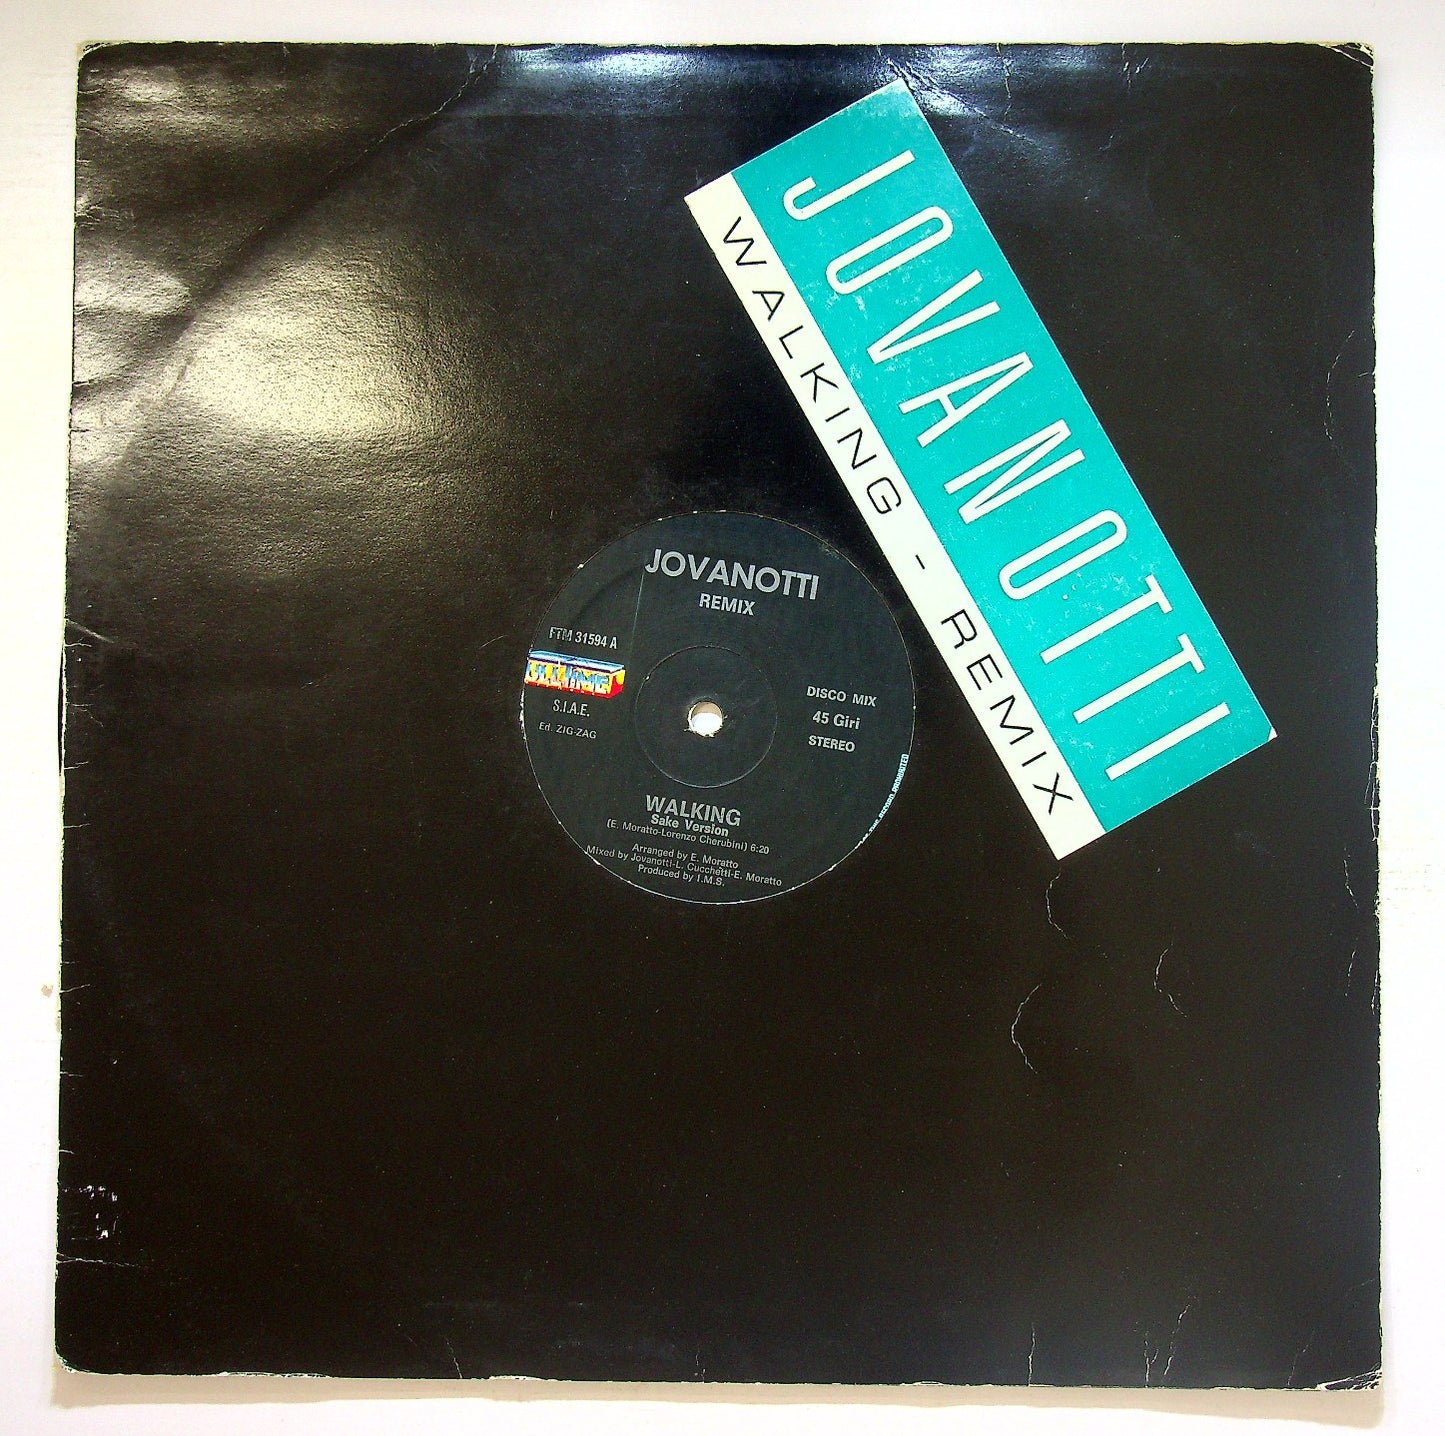 JOVANOTTI
WALKING - REMIX
JOVANOTTI
REMIX
FTM 31594 A
S.I.A.E.
Ed. ZIG-ZAG
DISCO MIX
45 Giri
STEREO
WALKING
Sake Version
(E. Moratto-Lorenzo Cherubini) 6:20
Arranged by E. Moratto
Mixed by Jovanotti-L. Cucchetti-E. Moratto
Produced by I.M.S.